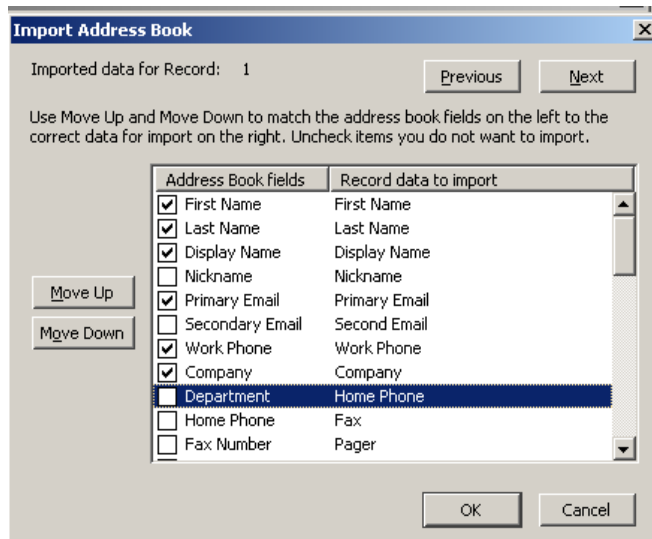 Import Address Book
Imported data for Record: 1
Previous
Next
Use Move Up and Move Down to match the address book fields on the left to the
correct data for import on the right. Uncheck items you do not want to import.
Address Book fields Record data to import
First Name First Name
Last Name Last Name
Display Name Display Name
Nickname Nickname
Primary Email Primary Email
Secondary Email Second Email
Work Phone Work Phone
Company Company
Department Home Phone
Home Phone Fax
Fax Number Pager
Move Up
Move Down
OK
Cancel